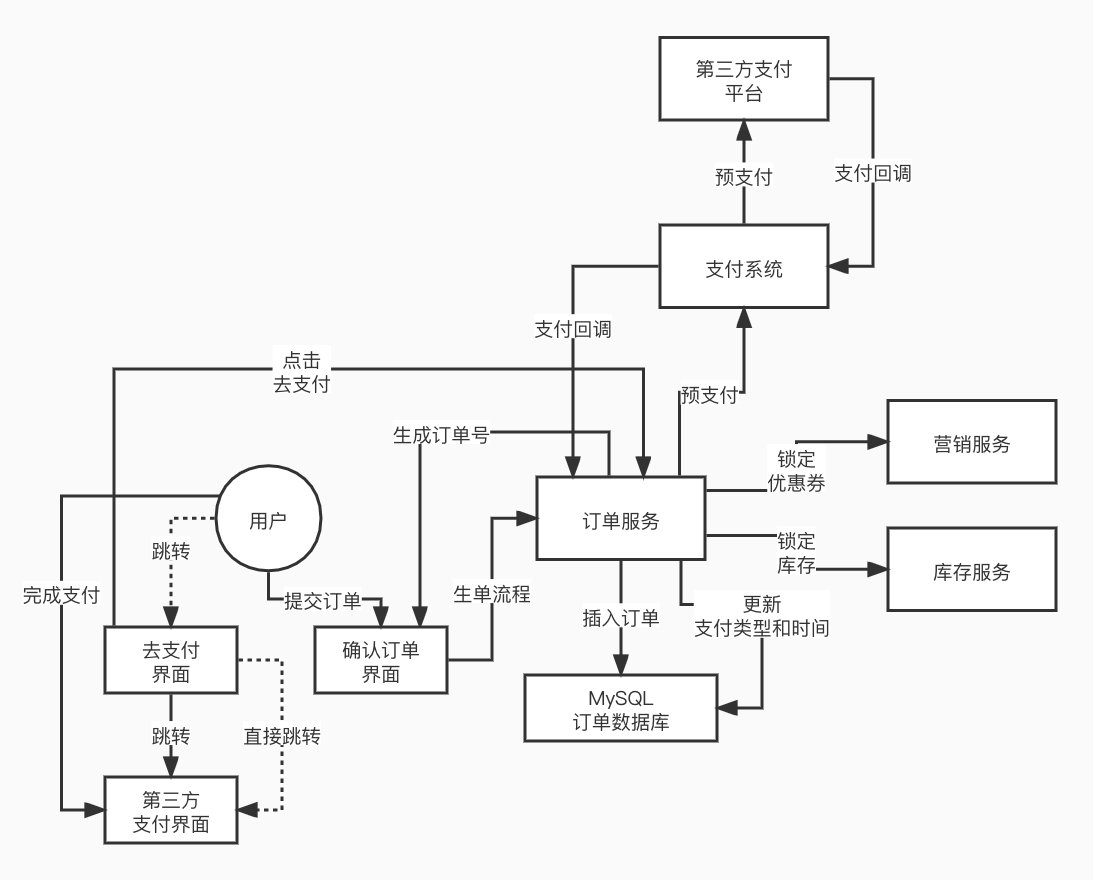 第三方支付
平台
预支付
支付回调
支付系统
支付回调
点击
去支付
预支付
生成订单号
营销服务
锁定
优惠券
用户
订单服务
跳转
锁定
库存
库存服务
完成支付
提交订单
生单流程
插入订单
更新
支付类型和时间
去支付
界面
确认订单
界面
MySQL
订单数据库
跳转
直接跳转
第三方
支付界面